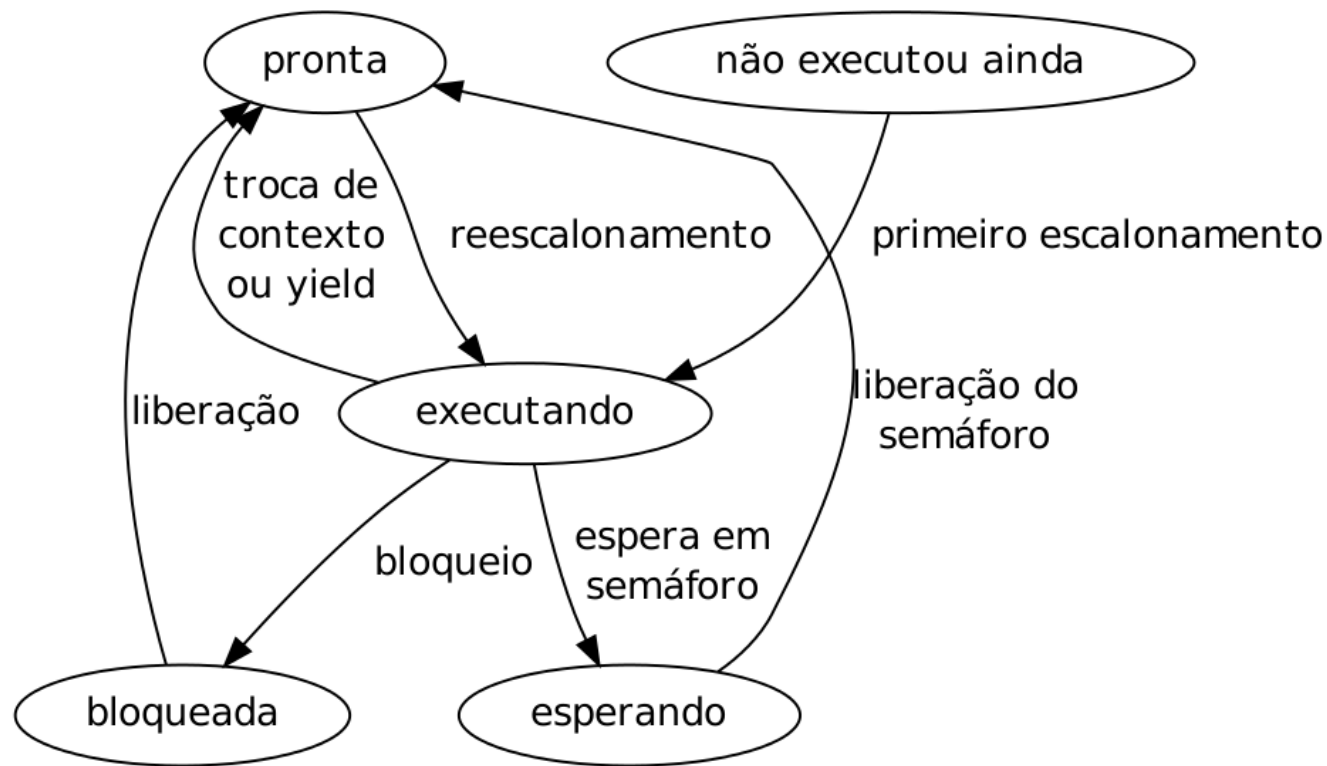 pronta
não executou ainda
troca de
contexto
ou yield
reescalonamento
primeiro escalonamento
liberação
executando
liberação do
semáforo
bloqueio
espera em
semáforo
bloqueada
esperando